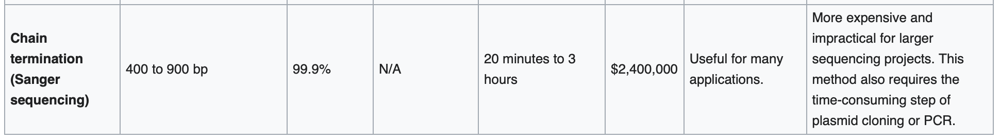 Chain
termination
(Sanger
sequencing)
400 to 900 bp
99.9%
N/A
20 minutes to 3
hours
$2,400,000
Useful for many
applications.
More expensive and
impractical for larger
sequencing projects. This
method also requires the
time-consuming step of
plasmid cloning or PCR.